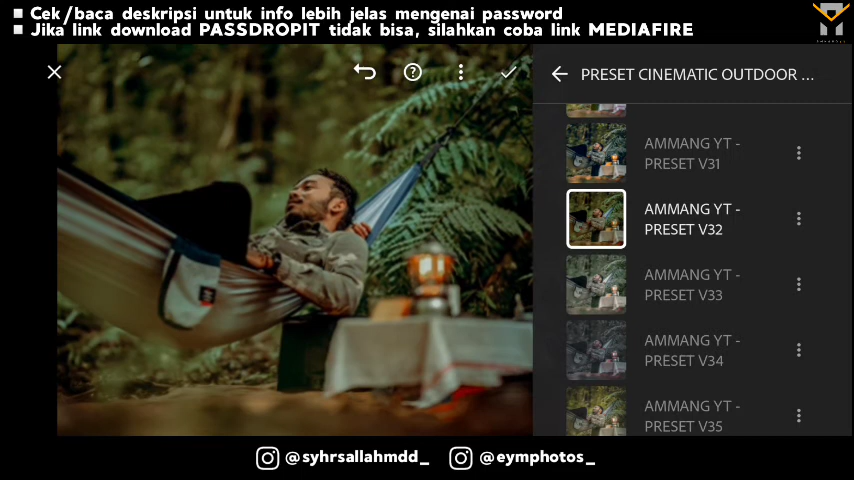 Cek/baca deskripsi untuk info lebih jelas mengenai password
Jika link download PASSDROPIT tidak bisa, silahkan coba link MEDIAFIRE
PRESET CINEMATIC OUTDOOR ...
AMMANG YT -
PRESET V31
AMMANG YT -
PRESET V32
AMMANG YT -
PRESET V33
AMMANG YT -
PRESET V34
AMMANG YT -
PRESET V35
@syhrsallahmdd_ @eymphotos_